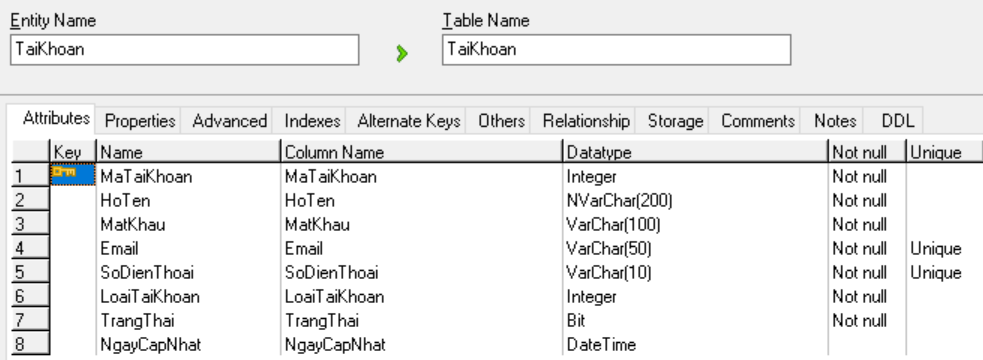 Entity Name Table Name
TaiKhoan TaiKhoan
Attributes Properties Advanced Indexes Alternate Keys Others Relationship Storage Comments Notes DDL
Key Name Column Name Datatype Not null Unique
1 MaTaiKhoan MaTaiKhoan Integer Not null
2 HoTen HoTen NVarChar(200) Not null
3 MatKhau MatKhau VarChar(100) Not null
4 Email Email VarChar(50) Not null Unique
5 SoDienThoai SoDienThoai VarChar(10) Not null Unique
6 LoaiTaiKhoan LoaiTaiKhoan Integer Not null
7 TrangThai TrangThai Bit Not null
8 NgayCapNhat NgayCapNhat DateTime